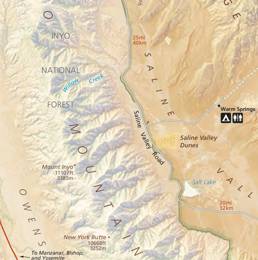 INYO
NATIONAL
FOREST
Willow Creek
25mi
40km
SALINE
VALL
Warm Springs
Saline Valley
Dunes
Saline Valley Road
Salt Lake
20mi
32km
MOUNTAIN
Mount Inyo
11107ft
3385m
New York Butte
10668ft
3252m
OWENS
To Manzanar, Bishop,
and Yosemite